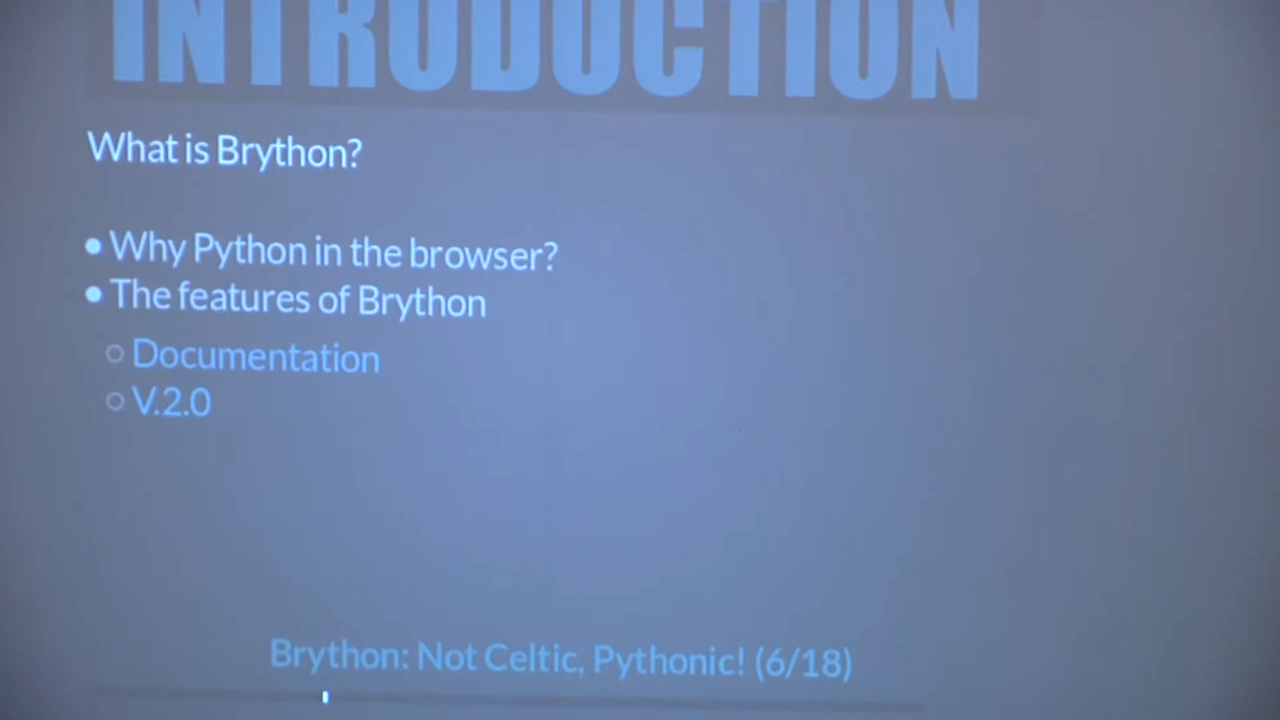 INTRODUCTION
What is Brython?
• Why Python in the browser?
• The features of Brython
○ Documentation
○ V.2.0
Brython: Not Celtic, Pythonic! (6/18)